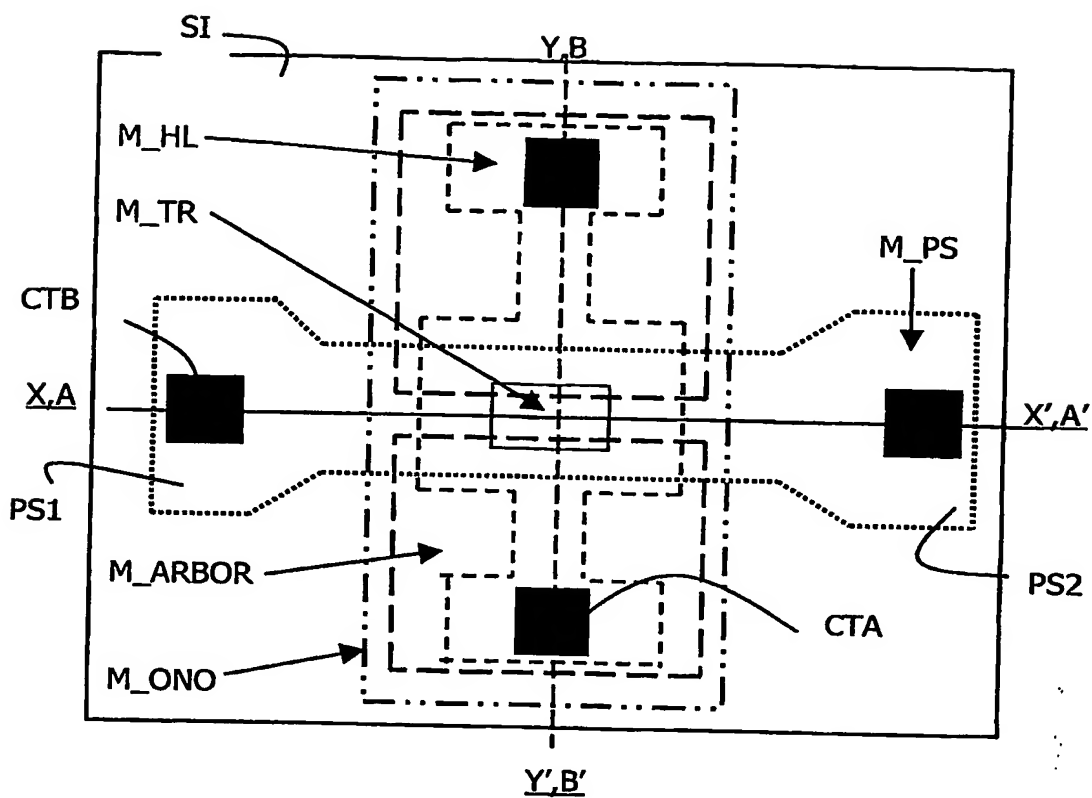 SI
Y,B
M_HL
M_TR
M_PS
CTB
X,A
X',A'
PS1
M_ARBOR
PS2
CTA
M_ONO
Y',B'